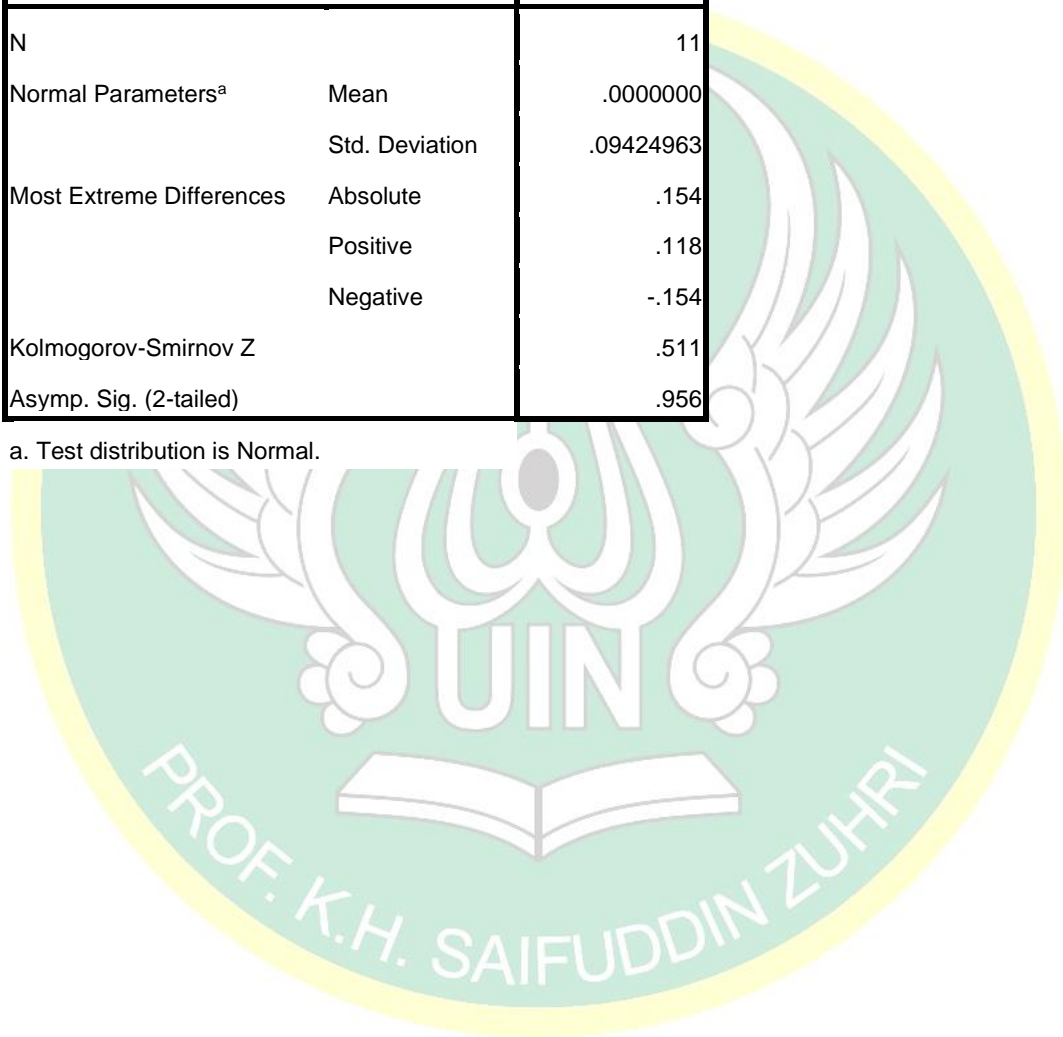 N 11
Normal Parametersᵃ Mean .0000000
Std. Deviation .09424963
Most Extreme Differences Absolute .154
Positive .118
Negative -.154
Kolmogorov-Smirnov Z .511
Asymp. Sig. (2-tailed) .956
a. Test distribution is Normal.
UIN
PROF. K.H. SAIFUDDIN ZUHRI